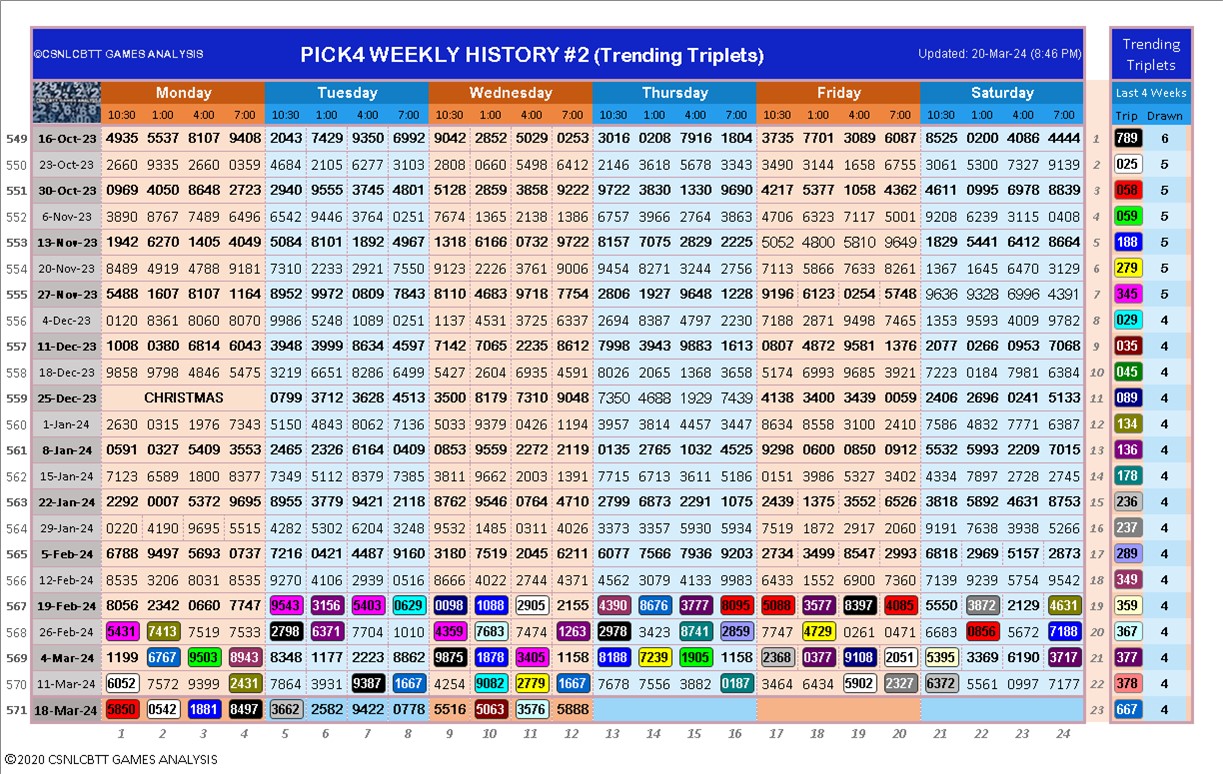 ©CSNLCBTT GAMES ANALYSIS PICK4 WEEKLY HISTORY #2 (Trending Triplets) Updated: 20-Mar-24 (8:46 PM) Trending Triplets
Monday Tuesday Wednesday Thursday Friday Saturday Last 4 Weeks
10:30 1:00 4:00 7:00 10:30 1:00 4:00 7:00 10:30 1:00 4:00 7:00 10:30 1:00 4:00 7:00 10:30 1:00 4:00 7:00 10:30 1:00 4:00 7:00 Trip Drawn
549 16-Oct-23 4935 5537 8107 9408 2043 7429 9350 6992 9042 2852 5029 0253 3016 0208 7916 1804 3735 7701 3089 6087 8525 0200 4086 4444 1 789 6
550 23-Oct-23 2660 9335 2660 0359 4684 2105 6277 3103 2808 0660 5498 6412 2146 3618 5678 3343 3490 3144 1658 6755 3061 5300 7327 9139 2 025 5
551 30-Oct-23 0969 4050 8648 2723 2940 9555 3745 4801 5128 2859 3858 9222 9722 3830 1330 9690 4217 5377 1058 4362 4611 0995 6978 8839 3 058 5
552 6-Nov-23 3890 8767 7489 6496 6542 9446 3764 0251 7674 1365 2138 1386 6757 3966 2764 3863 4706 6323 7117 5001 9208 6239 3115 0408 4 059 5
553 13-Nov-23 1942 6270 1405 4049 5084 8101 1892 4967 1318 6166 0732 9722 8157 7075 2829 2225 5052 4800 5810 9649 1829 5441 6412 8664 5 188 5
554 20-Nov-23 8489 4919 4788 9181 7310 2233 2921 7550 9123 2226 3761 9006 9454 8271 3244 2756 7113 5866 7633 8261 1367 1645 6470 3129 6 279 5
555 27-Nov-23 5488 1607 8107 1164 8952 9972 0809 7843 8110 4683 9718 7754 2806 1927 9648 1228 9196 6123 0254 5748 9636 9328 6996 4391 7 345 5
556 4-Dec-23 0120 8361 8060 8070 9986 5248 1089 0251 1137 4531 3725 6337 2694 8387 4797 2230 7188 2871 9498 7465 1353 9593 4009 9782 8 029 4
557 11-Dec-23 1008 0380 6814 6043 3948 3999 8634 4597 7142 7065 2235 8612 7998 3943 9883 1613 0807 4872 9581 1376 2077 0266 0953 7068 9 035 4
558 18-Dec-23 9858 9798 4846 5475 3219 6651 8286 6499 5427 2604 6935 4591 8026 2065 1368 3658 5174 6993 9685 3921 7223 0184 7981 6384 10 045 4
559 25-Dec-23 CHRISTMAS 0799 3712 3628 4513 3500 8179 7310 9048 7350 4688 1929 7439 4138 3400 3439 0059 2406 2696 0241 5133 11 089 4
560 1-Jan-24 2630 0315 1976 7343 5150 4843 8062 7136 5033 9379 0426 1194 3957 3814 4457 3447 8634 8558 3100 2410 7586 4832 7771 6387 12 134 4
561 8-Jan-24 0591 0327 5409 3553 2465 2326 6164 0409 0853 9559 2272 2119 0135 2765 1032 4525 9298 0600 0850 0912 5532 5993 2209 7015 13 136 4
562 15-Jan-24 7123 6589 1800 8362 7349 5112 8379 7385 3811 9662 2003 1391 7715 6713 3611 5186 0151 3986 5321 3402 4334 7897 2728 2745 14 178 4
563 22-Jan-24 2292 0007 5372 9695 8955 3779 9421 2118 8762 9546 0764 4710 2799 6873 2291 1075 2439 1375 3552 6526 3818 5892 4631 8753 15 236 4
564 29-Jan-24 0220 4190 9695 5515 4282 5302 6204 3248 9532 1485 0311 4026 3373 3357 5930 5934 7519 1872 2917 2060 9191 7638 3938 5266 16 237 4
565 5-Feb-24 6788 9497 5693 0737 7216 0421 4487 9160 3180 7519 2045 6211 6077 7566 7936 9203 2734 3499 8547 2993 6818 2969 5157 2873 17 289 4
566 12-Feb-24 8535 3206 8031 8535 9270 4106 2939 0516 8666 4022 2744 4371 4562 3079 4133 9983 6433 1552 6900 7360 7139 9239 5754 9542 18 349 4
567 19-Feb-24 8056 2342 0660 7747 9543 3156 5403 0629 0098 1088 2905 2155 4390 8676 3777 8095 5088 3577 8397 4085 5550 3872 2129 4631 19 359 4
568 26-Feb-24 5431 7413 7519 7533 2798 6371 7704 1010 4359 7683 7474 1263 2978 3423 8741 2859 7747 4729 0261 0471 6683 0856 5672 7188 20 367 4
569 4-Mar-24 1199 6767 9503 8943 8348 1177 2223 8862 9875 1878 3405 1158 8188 7239 1905 1158 2368 0377 9108 2051 5395 3369 6190 3717 21 377 4
570 11-Mar-24 6052 7572 9399 2431 7864 3931 9387 1667 4254 9082 2779 1667 7678 7556 3882 0187 3464 6434 5902 2327 6372 5561 0997 7177 22 378 4
571 18-Mar-24 5850 0542 1881 8497 3662 2582 9422 0778 5516 5063 3576 5888 23 667 4
1 2 3 4 5 6 7 8 9 10 11 12 13 14 15 16 17 18 19 20 21 22 23 24
©2020 CSNLCBTT GAMES ANALYSIS